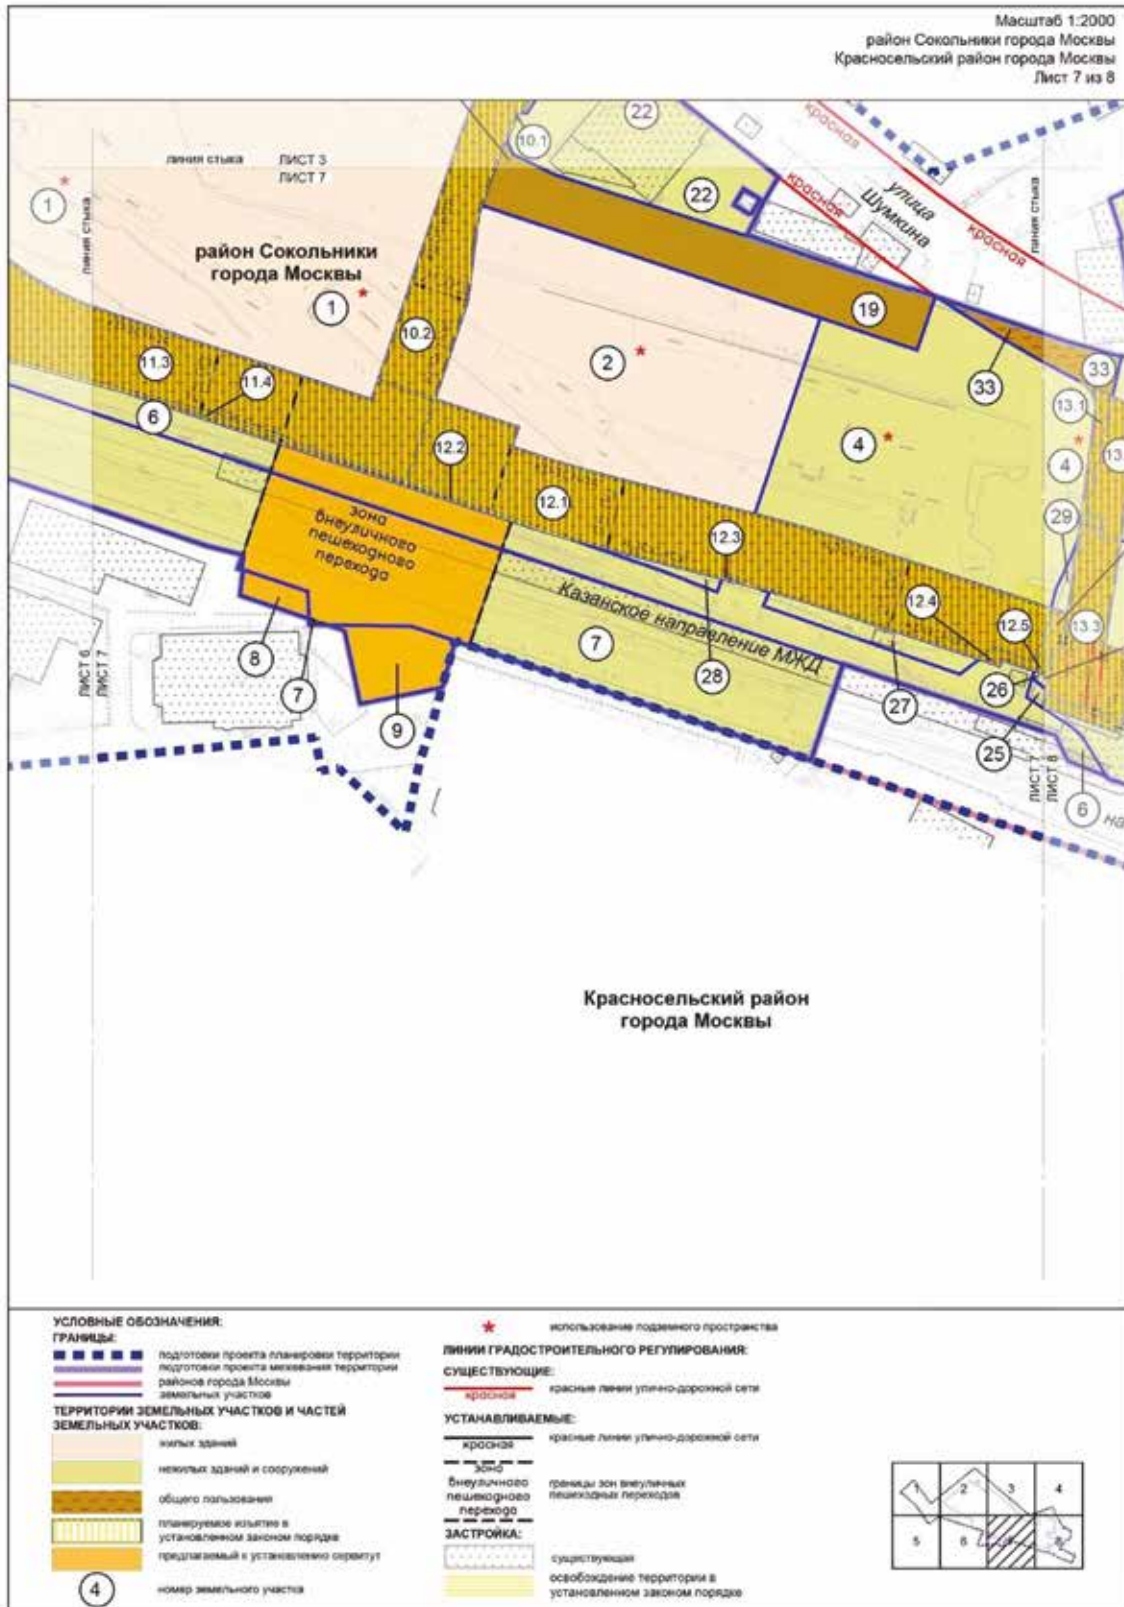 Масштаб 1:2000
район Сокольники города Москвы
Красносельский район города Москвы
Лист 7 из 8
22
10.1
красная
линия стыка
ЛИСТ 3
ЛИСТ 7
1
линия стыка
22
красная
улица
Шумкина
красная
линия стыка
район Сокольники
города Москвы
1
10.2
19
2
33
33
11.3
11.4
13.1
13.
6
12.2
4
4
12.1
29
зона
внеуличного
пешеходного
перехода
12.3
Казанское направление МЖД
12.4
12.5
13.3
8
7
7
28
27
26
25
9
ЛИСТ 6
ЛИСТ 7
ЛИСТ 7
ЛИСТ 8
6
на
Красносельский район
города Москвы
УСЛОВНЫЕ ОБОЗНАЧЕНИЯ:
ГРАНИЦЫ:
подготовки проекта планировки территории
подготовки проекта межевания территории
районов города Москвы
земельных участков
ТЕРРИТОРИИ ЗЕМЕЛЬНЫХ УЧАСТКОВ И ЧАСТЕЙ
ЗЕМЕЛЬНЫХ УЧАСТКОВ:
жилых зданий
нежилых зданий и сооружений
общего пользования
планируемое изъятие в
установленном законом порядке
предлагаемый к установлению сервитут
4
номер земельного участка
использование подземного пространства
ЛИНИИ ГРАДОСТРОИТЕЛЬНОГО РЕГУЛИРОВАНИЯ:
СУЩЕСТВУЮЩИЕ:
красная
красные линии улично-дорожной сети
УСТАНАВЛИВАЕМЫЕ:
красная
красные линии улично-дорожной сети
зона
внеуличного
пешеходного
перехода
границы зон внеуличных
пешеходных переходов
ЗАСТРОЙКА:
существующая
освобождение территории в
установленном законом порядке
1
2
3
4
5
6
7
8